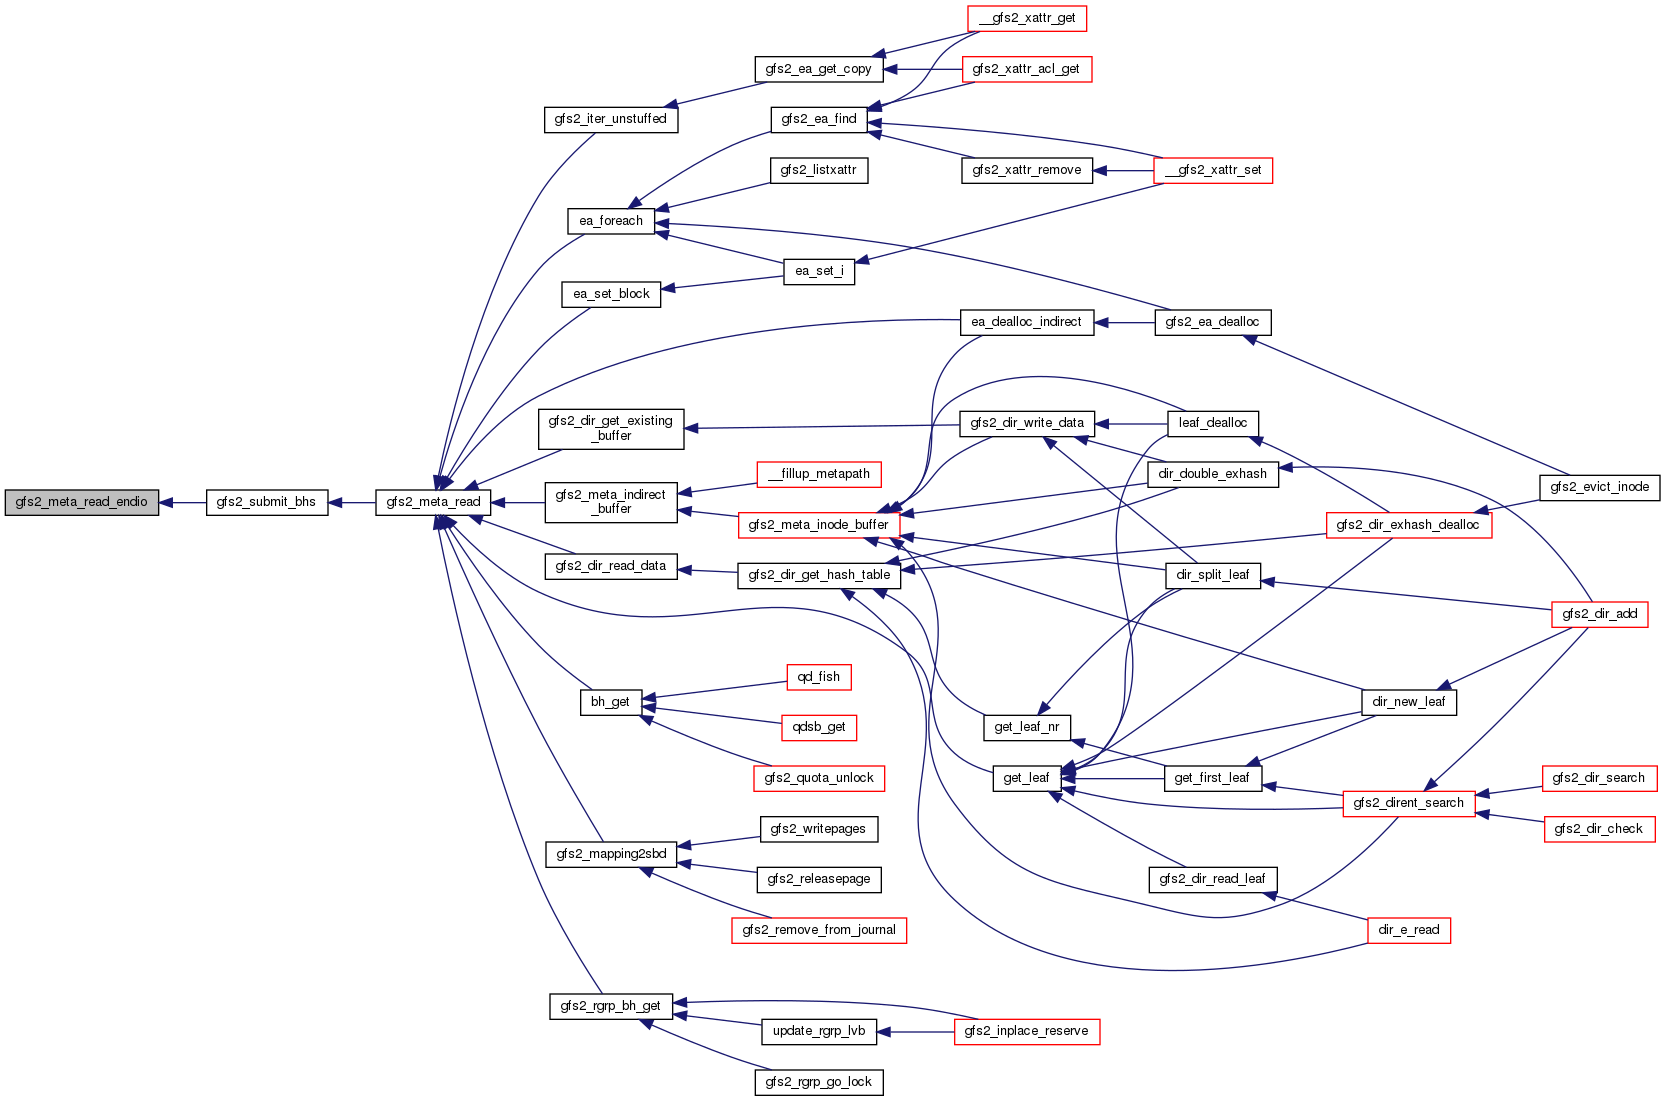 __gfs2_xattr_get
gfs2_ea_get_copy
gfs2_xattr_acl_get
gfs2_iter_unstuffed
gfs2_ea_find
gfs2_listxattr
gfs2_xattr_remove
__gfs2_xattr_set
ea_foreach
ea_set_i
ea_set_block
ea_dealloc_indirect
gfs2_ea_dealloc
gfs2_dir_get_existing
_buffer
gfs2_dir_write_data
leaf_dealloc
__fillup_metapath
dir_double_exhash
gfs2_evict_inode
gfs2_meta_read_endio
gfs2_submit_bhs
gfs2_meta_read
gfs2_meta_indirect
_buffer
gfs2_meta_inode_buffer
gfs2_dir_exhash_dealloc
gfs2_dir_read_data
gfs2_dir_get_hash_table
dir_split_leaf
gfs2_dir_add
qd_fish
bh_get
qdsb_get
get_leaf_nr
dir_new_leaf
gfs2_quota_unlock
get_leaf
get_first_leaf
gfs2_dir_search
gfs2_dirent_search
gfs2_dir_check
gfs2_writepages
gfs2_mapping2sbd
gfs2_releasepage
gfs2_dir_read_leaf
gfs2_remove_from_journal
dir_e_read
gfs2_rgrp_bh_get
update_rgrp_lvb
gfs2_inplace_reserve
gfs2_rgrp_go_lock